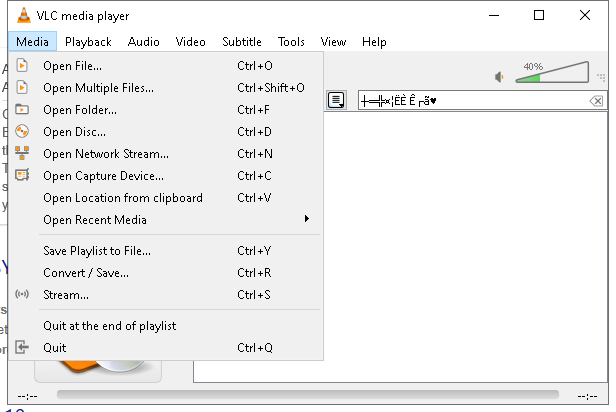 VLC media player
Media Playback Audio Video Subtitle Tools View Help
Open File... Ctrl+O
40%
Open Multiple Files... Ctrl+Shift+O
┼═╬¤¦ËÈ Ê┌ã♥
Open Folder... Ctrl+F
Open Disc... Ctrl+D
Open Network Stream... Ctrl+N
Open Capture Device... Ctrl+C
Open Location from clipboard Ctrl+V
Open Recent Media
Save Playlist to File... Ctrl+Y
Convert / Save... Ctrl+R
Stream... Ctrl+S
Quit at the end of playlist
Quit Ctrl+Q
--:-- --:--